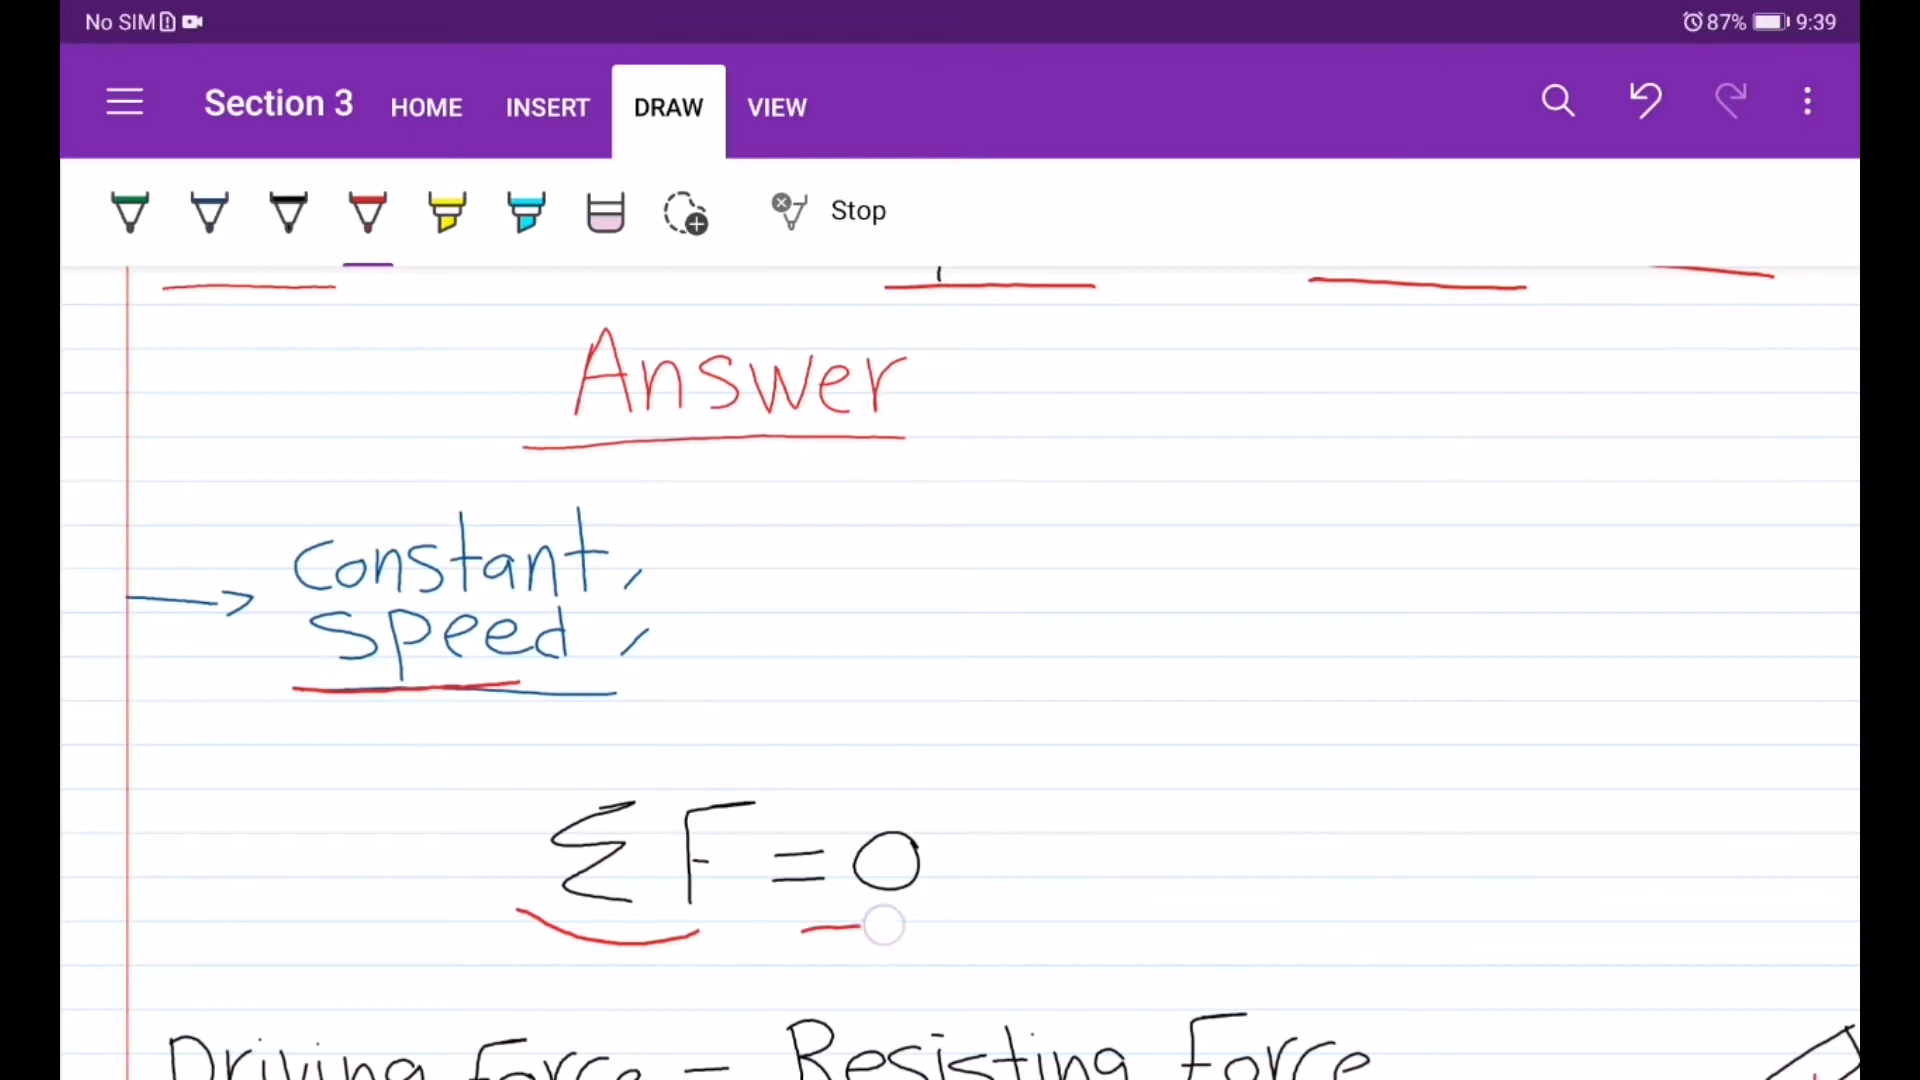 No SIM 87% 9:39
Section 3 HOME INSERT DRAW VIEW
Stop
Answer
Constant,
Speed,
Σ F = 0
Driving Force - Resisting Force